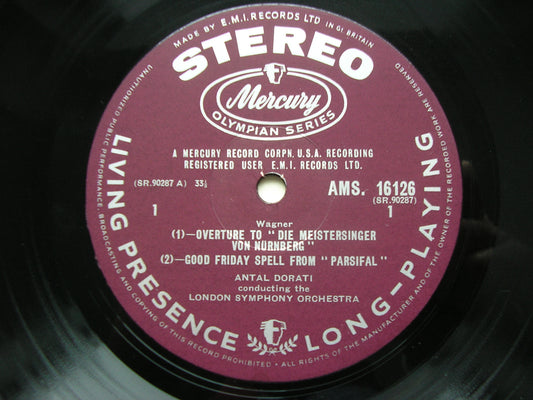 MADE BY E.M.I. RECORDS LTD IN GT. BRITAIN
STEREO
Mercury
OLYMPIAN SERIES
A MERCURY RECORD CORPN. U.S.A. RECORDING
REGISTERED USER E.M.I. RECORDS LTD.
(SR.90287 A) 33⅓
AMS. 16126
(SR.90287)
1
1
Wagner
(1)—OVERTURE TO "DIE MEISTERSINGER
VON NÜRNBERG"
(2)—GOOD FRIDAY SPELL FROM "PARSIFAL"
ANTAL DORATI
conducting the
LONDON SYMPHONY ORCHESTRA
LIVING PRESENCE
LONG-PLAYING
UNAUTHORIZED PUBLIC PERFORMANCE, BROADCASTING AND COPYING OF THIS RECORD PROHIBITED • ALL RIGHTS OF THE MANUFACTURER AND OF THE OWNER OF THE RECORDED WORK ARE RESERVED